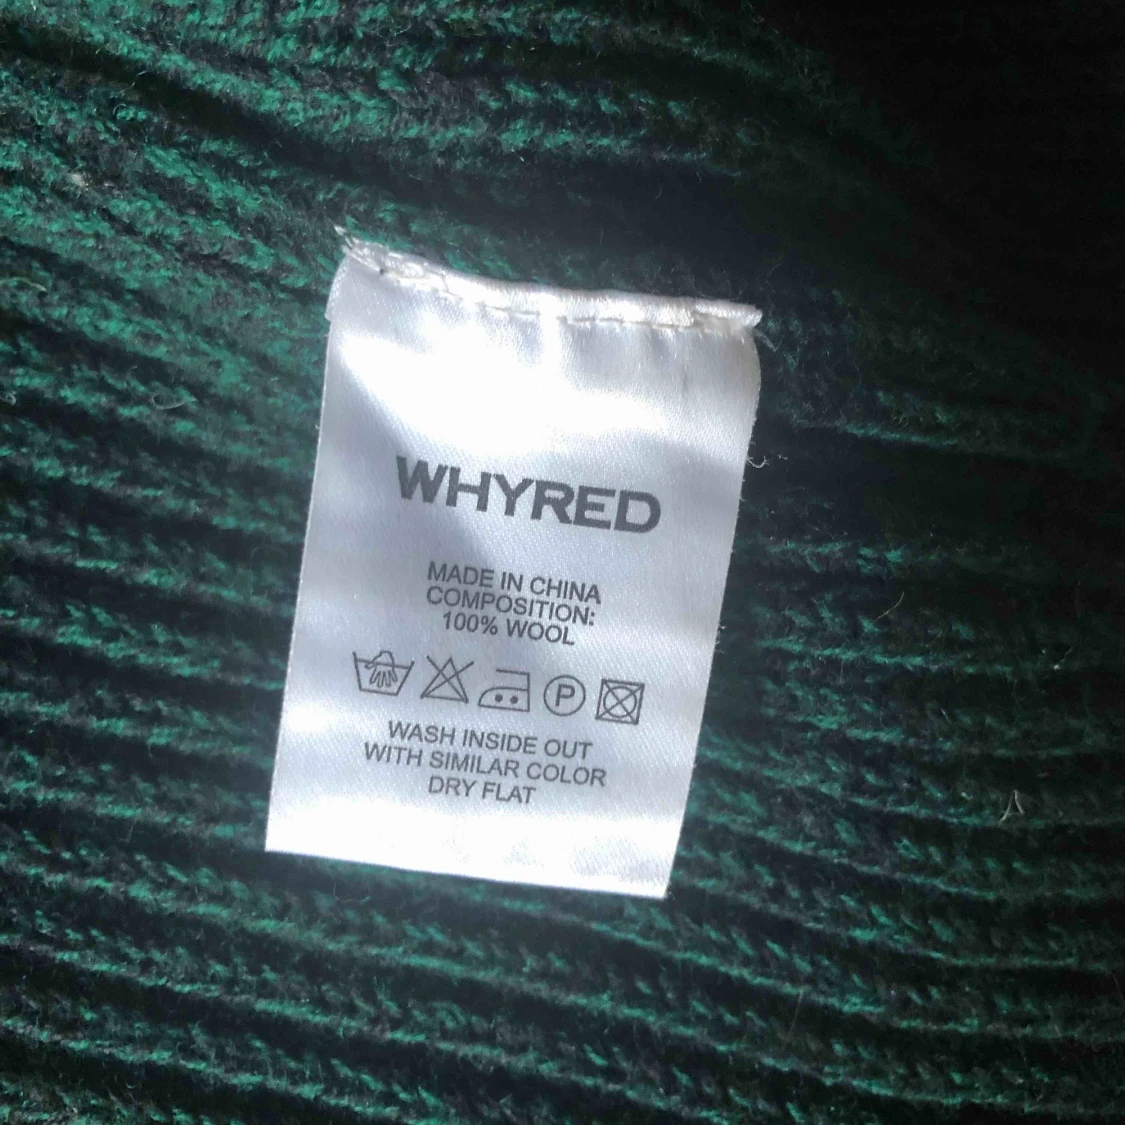 WHYRED
MADE IN CHINA
COMPOSITION:
100% WOOL
P
WASH INSIDE OUT
WITH SIMILAR COLOR
DRY FLAT